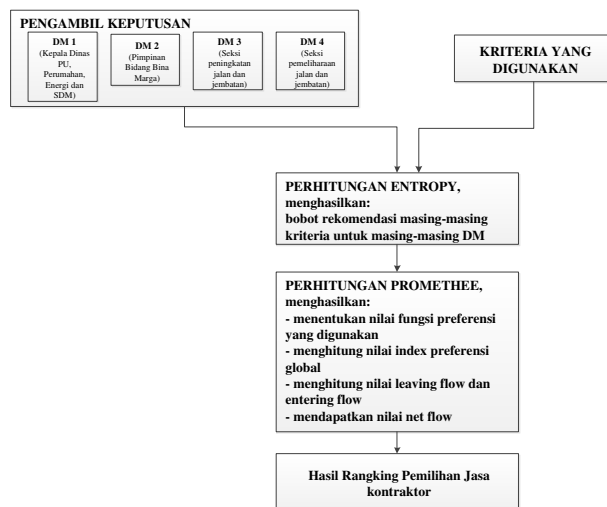 PENGAMBIL KEPUTUSAN
DM 1
(Kepala Dinas
PU,
Perumahan,
Energi dan
SDM)
DM 2
(Pimpinan
Bidang Bina
Marga)
DM 3
(Seksi
peningkatan
jalan dan
jembatan)
DM 4
(Seksi
pemeliharaan
jalan dan
jembatan)
KRITERIA YANG
DIGUNAKAN
PERHITUNGAN ENTROPY,
menghasilkan:
bobot rekomendasi masing-masing
kriteria untuk masing-masing DM
PERHITUNGAN PROMETHEE,
menghasilkan:
- menentukan nilai fungsi preferensi
yang digunakan
- menghitung nilai index preferensi
global
- menghitung nilai leaving flow dan
entering flow
- mendapatkan nilai net flow
Hasil Rangking Pemilihan Jasa
kontraktor